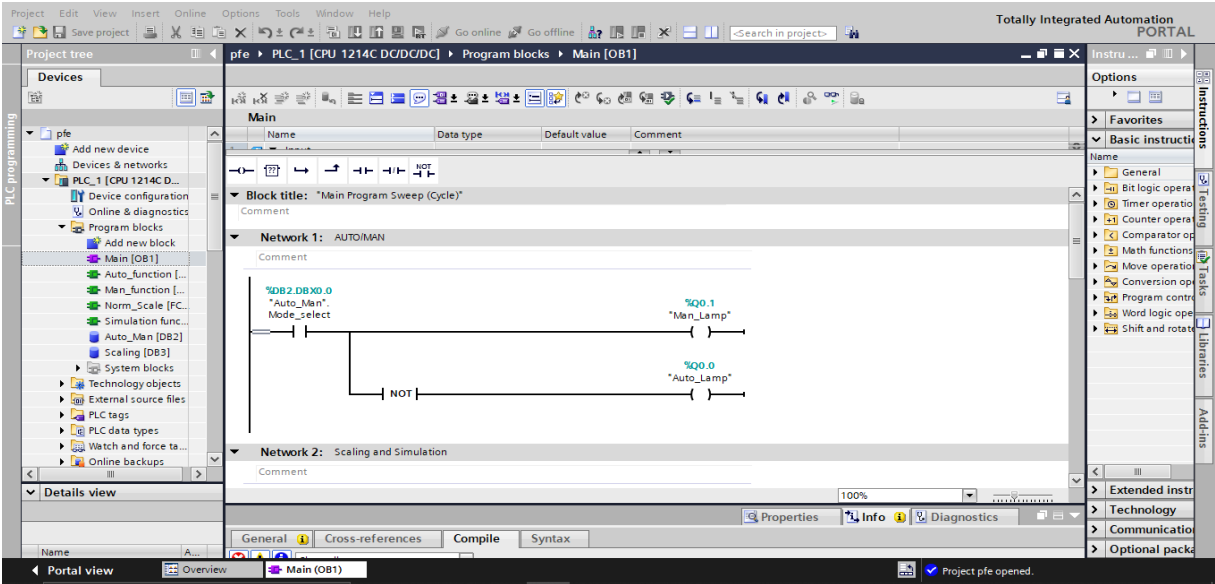 Project Edit View Insert Online Options Tools Window Help
Totally Integrated Automation
PORTAL
Save project
Go online
Go offline
<Search in project>
Project tree
pfe PLC_1 [CPU 1214C DC/DC/DC] Program blocks Main [OB1]
Instru...
Devices
Options
PLC programming
pfe
Add new device
Devices & networks
PLC_1 [CPU 1214C D...
Device configuration
Online & diagnostics
Program blocks
Add new block
Main [OB1]
Auto_function [...
Man_function [...
Norm_Scale [FC...
Simulation func...
Auto_Man [DB2]
Scaling [DB3]
System blocks
Technology objects
External source files
PLC tags
PLC data types
Watch and force ta...
Online backups
Details view
Name A...
Main
Name Data type Default value Comment
NOT
Block title: "Main Program Sweep (Cycle)"
Comment
Network 1: AUTO/MAN
Comment
%DB2.DBX0.0
"Auto_Man".
Mode_select
%Q0.1
"Man_Lamp"
%Q0.0
"Auto_Lamp"
NOT
Network 2: Scaling and Simulation
Comment
100%
Properties
Info
Diagnostics
General
Cross-references
Compile
Syntax
Favorites
Basic instructi
Name
General
Bit logic operat
Timer operatio
Counter operat
Comparator op
Math functions
Move operation
Conversion ope
Program contro
Word logic ope
Shift and rotate
Extended instr
Technology
Communication
Optional packa
Instructions
Testing
Tasks
Libraries
Add-ins
Portal view
Overview
Main (OB1)
Project pfe opened.